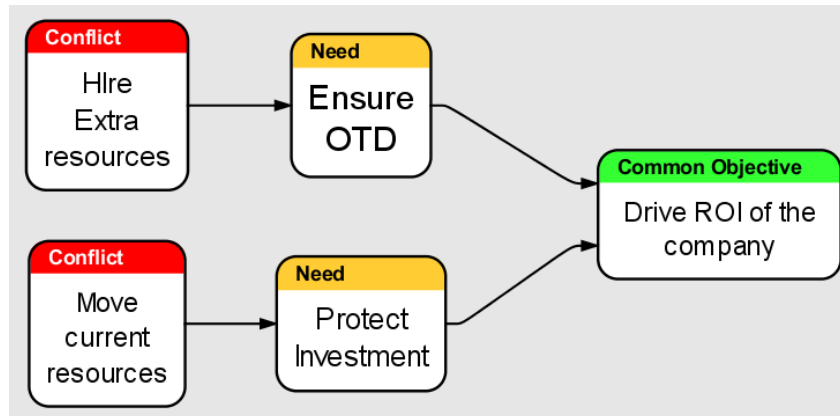 Conflict
HIre
Extra
resources
Need
Ensure
OTD
Common Objective
Drive ROI of the
company
Conflict
Move
current
resources
Need
Protect
Investment